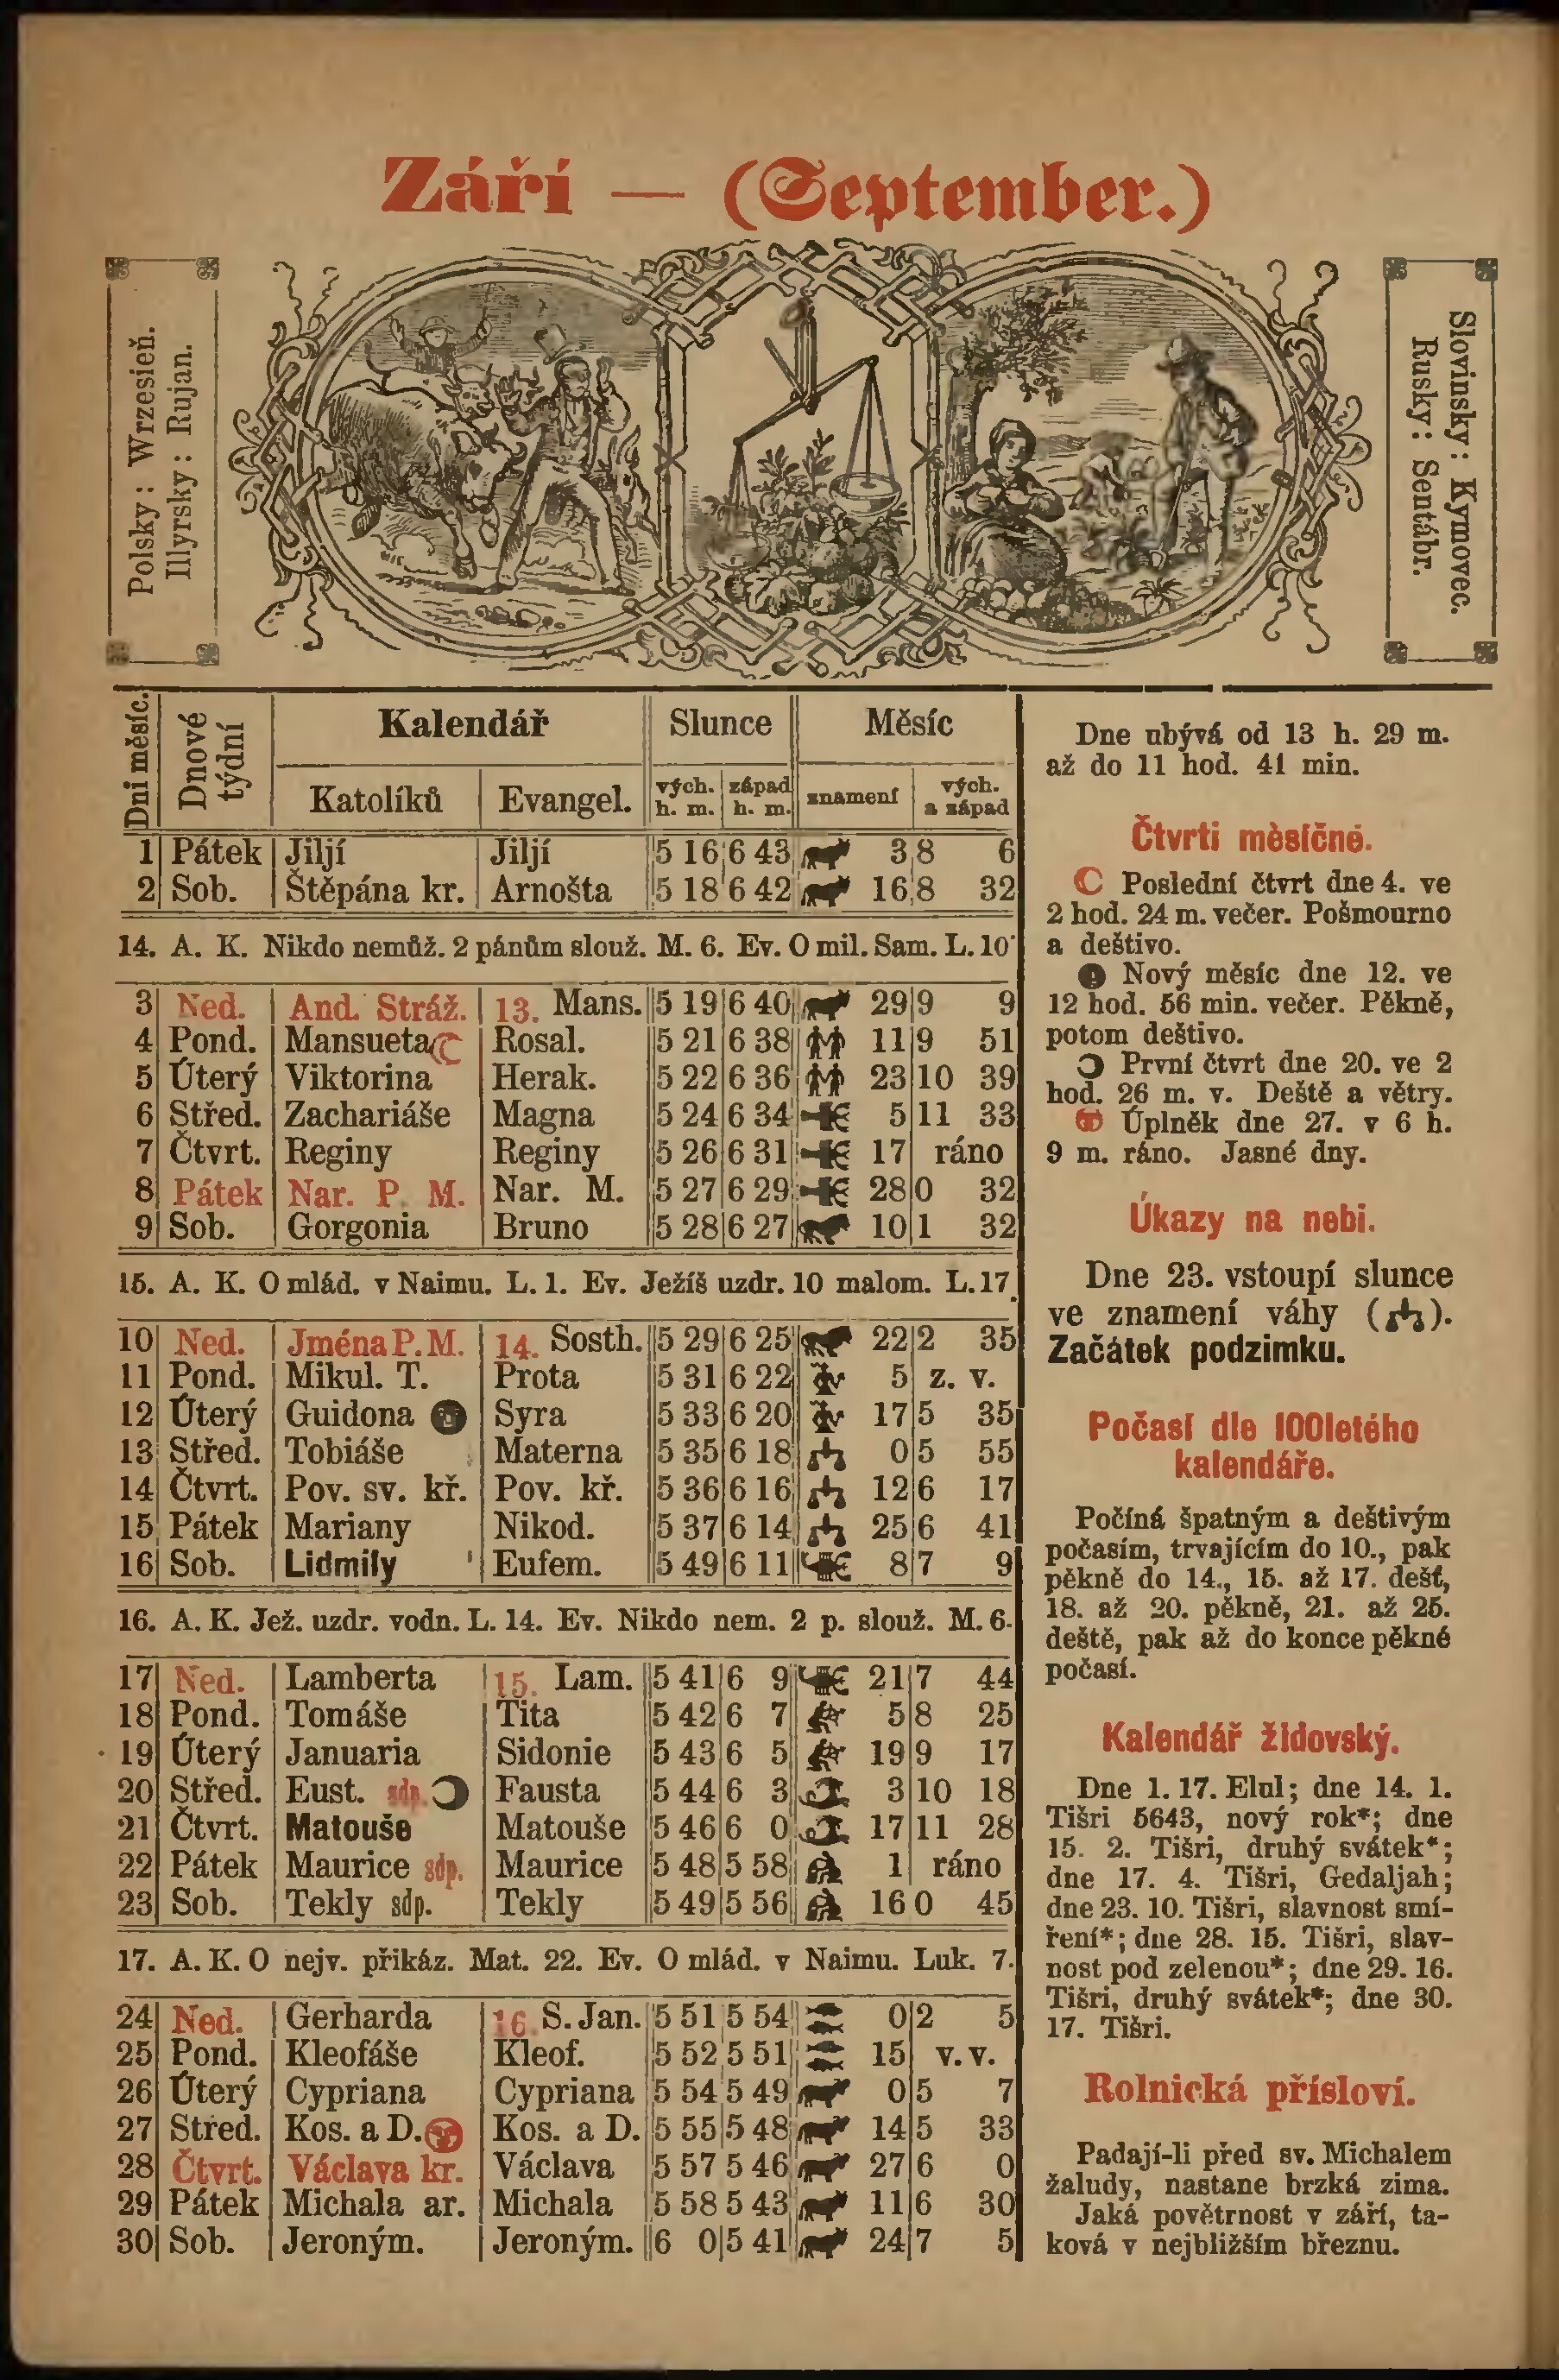 Září — (September.)
Polsky: Wrzesień.
Illyrsky: Rujan.
Slovinsky: Kymovec.
Rusky: Sentábr.
Dni měsíc. Dnové týdní Kalendář Slunce Měsíc
Katolíků Evangel. vých. h. m. západ h. m. znamení vých. a západ
1 Pátek Jiljí Jiljí 5 16 6 43 3 8 6
2 Sob. Štěpána kr. Arnošta 5 18 6 42 16 8 32
14. A. K. Nikdo nemůž. 2 pánům slouž. M. 6. Ev. O mil. Sam. L. 10
3 Ned. And. Stráž. 13. Mans. 5 19 6 40 29 9 9
4 Pond. Mansueta Rosal. 5 21 6 38 11 9 51
5 Úterý Viktorina Herak. 5 22 6 36 23 10 39
6 Střed. Zachariáše Magna 5 24 6 34 5 11 33
7 Čtvrt. Reginy Reginy 5 26 6 31 17 ráno
8 Pátek Nar. P. M. Nar. M. 5 27 6 29 28 0 32
9 Sob. Gorgonia Bruno 5 28 6 27 10 1 32
15. A. K. O mlád. v Naimu. L. 1. Ev. Ježíš uzdr. 10 malom. L. 17.
10 Ned. Jména P. M. 14. Sosth. 5 29 6 25 22 2 35
11 Pond. Mikul. T. Prota 5 31 6 22 5 z. v.
12 Úterý Guidona Syra 5 33 6 20 17 5 35
13 Střed. Tobiáše Materna 5 35 6 18 0 5 55
14 Čtvrt. Pov. sv. kř. Pov. kř. 5 36 6 16 12 6 17
15 Pátek Mariany Nikod. 5 37 6 14 25 6 41
16 Sob. Lidmily Eufem. 5 49 6 11 8 7 9
16. A. K. Jež. uzdr. vodn. L. 14. Ev. Nikdo nem. 2 p. slouž. M. 6.
17 Ned. Lamberta 15. Lam. 5 41 6 9 21 7 44
18 Pond. Tomáše Tita 5 42 6 7 5 8 25
19 Úterý Januaria Sidonie 5 43 6 5 19 9 17
20 Střed. Eust. sdp. Fausta 5 44 6 3 3 10 18
21 Čtvrt. Matouše Matouše 5 46 6 0 17 11 28
22 Pátek Maurice sdp. Maurice 5 48 5 58 1 ráno
23 Sob. Tekly sdp. Tekly 5 49 5 56 16 0 45
17. A. K. O nejv. přikáz. Mat. 22. Ev. O mlád. v Naimu. Luk. 7.
24 Ned. Gerharda 16. S. Jan. 5 51 5 54 0 2 5
25 Pond. Kleofáše Kleof. 5 52 5 51 15 v. v.
26 Úterý Cypriana Cypriana 5 54 5 49 0 5 7
27 Střed. Kos. a D. Kos. a D. 5 55 5 48 14 5 33
28 Čtvrt. Václava kr. Václava 5 57 5 46 27 6 0
29 Pátek Michala ar. Michala 5 58 5 43 11 6 30
30 Sob. Jeroným. Jeroným. 6 0 5 41 24 7 5
Dne ubývá od 13 h. 29 m.
až do 11 hod. 41 min.
Čtvrti měsíčné.
☾ Poslední čtvrt dne 4. ve
2 hod. 24 m. večer. Pošmourno
a deštivo.
Nový měsíc dne 12. ve
12 hod. 56 min. večer. Pěkně,
potom deštivo.
První čtvrt dne 20. ve 2
hod. 26 m. v. Deště a větry.
Úplněk dne 27. v 6 h.
9 m. ráno. Jasné dny.
Úkazy na nebi.
Dne 23. vstoupí slunce
ve znamení váhy (♎).
Začátek podzimku.
Počasí dle 100letého
kalendáře.
Počíná špatným a deštivým
počasím, trvajícím do 10., pak
pěkně do 14., 15. až 17. dešť,
18. až 20. pěkně, 21. až 25.
deště, pak až do konce pěkné
počasí.
Kalendář židovský.
Dne 1. 17. Elul; dne 14. 1.
Tišri 5643, nový rok*; dne
15. 2. Tišri, druhý svátek*;
dne 17. 4. Tišri, Gedaljah;
dne 23. 10. Tišri, slavnost smí-
ření*; dne 28. 15. Tišri, slav-
nost pod zelenou*; dne 29. 16.
Tišri, druhý svátek*; dne 30.
17. Tišri.
Rolnická přísloví.
Padají-li před sv. Michalem
žaludy, nastane brzká zima.
Jaká povětrnost v září, ta-
ková v nejbližším březnu.